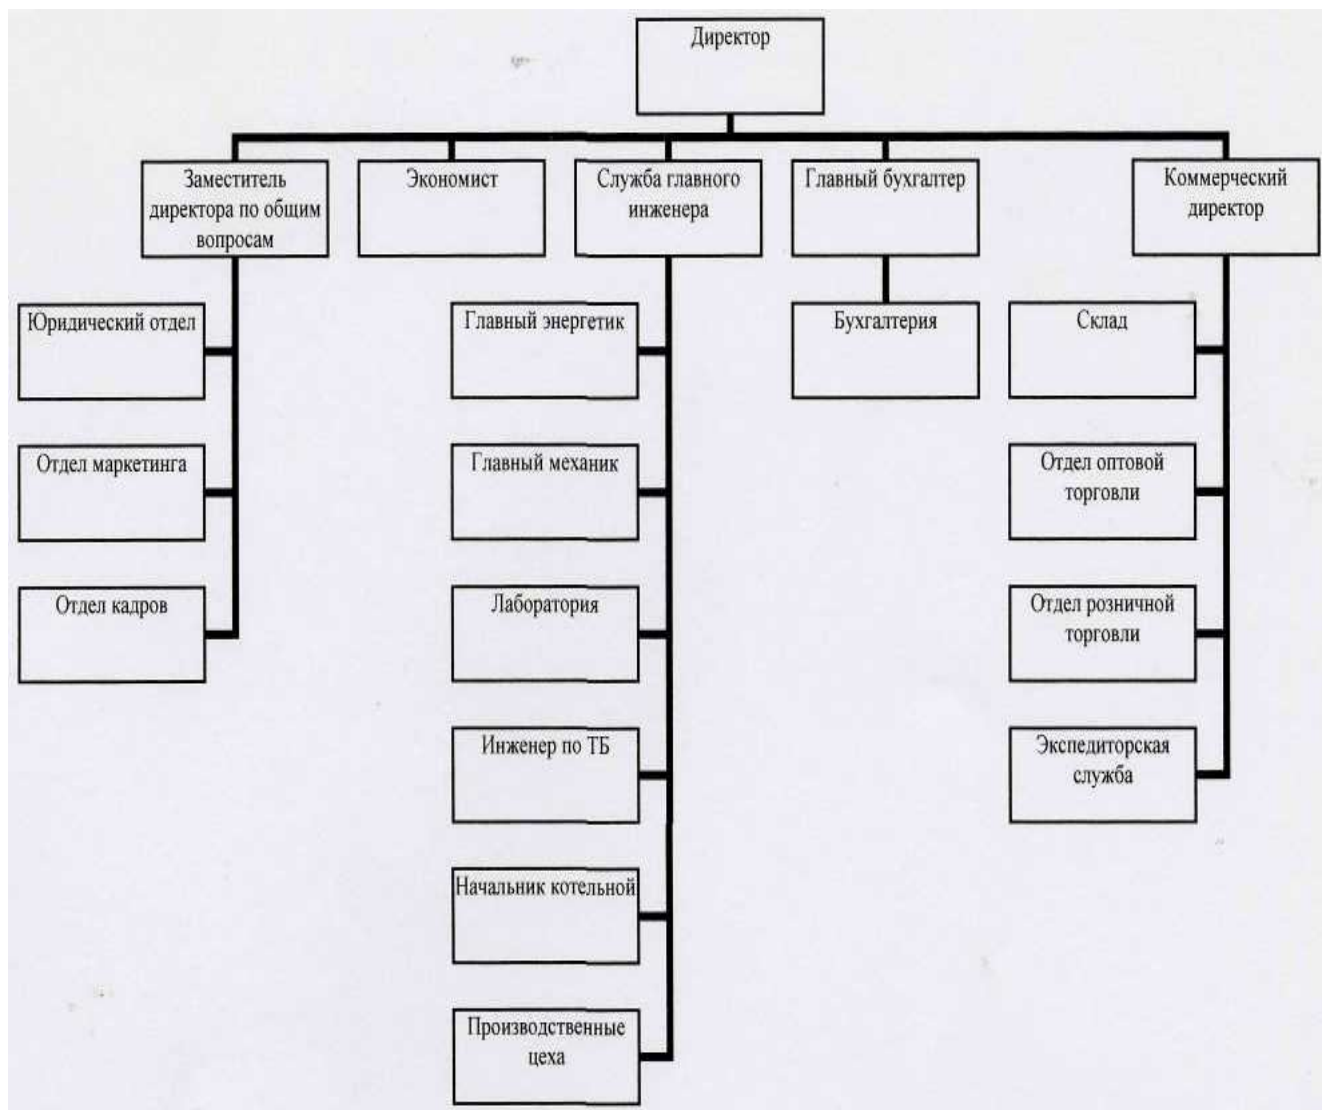 Директор
Заместитель
директора по общим
вопросам
Экономист
Служба главного
инженера
Главный бухгалтер
Коммерческий
директор
Юридический отдел
Главный энергетик
Бухгалтерия
Склад
Отдел маркетинга
Главный механик
Отдел оптовой
торговли
Отдел кадров
Лаборатория
Отдел розничной
торговли
Инженер по ТБ
Экспедиторская
служба
Начальник котельной
Производственные
цеха